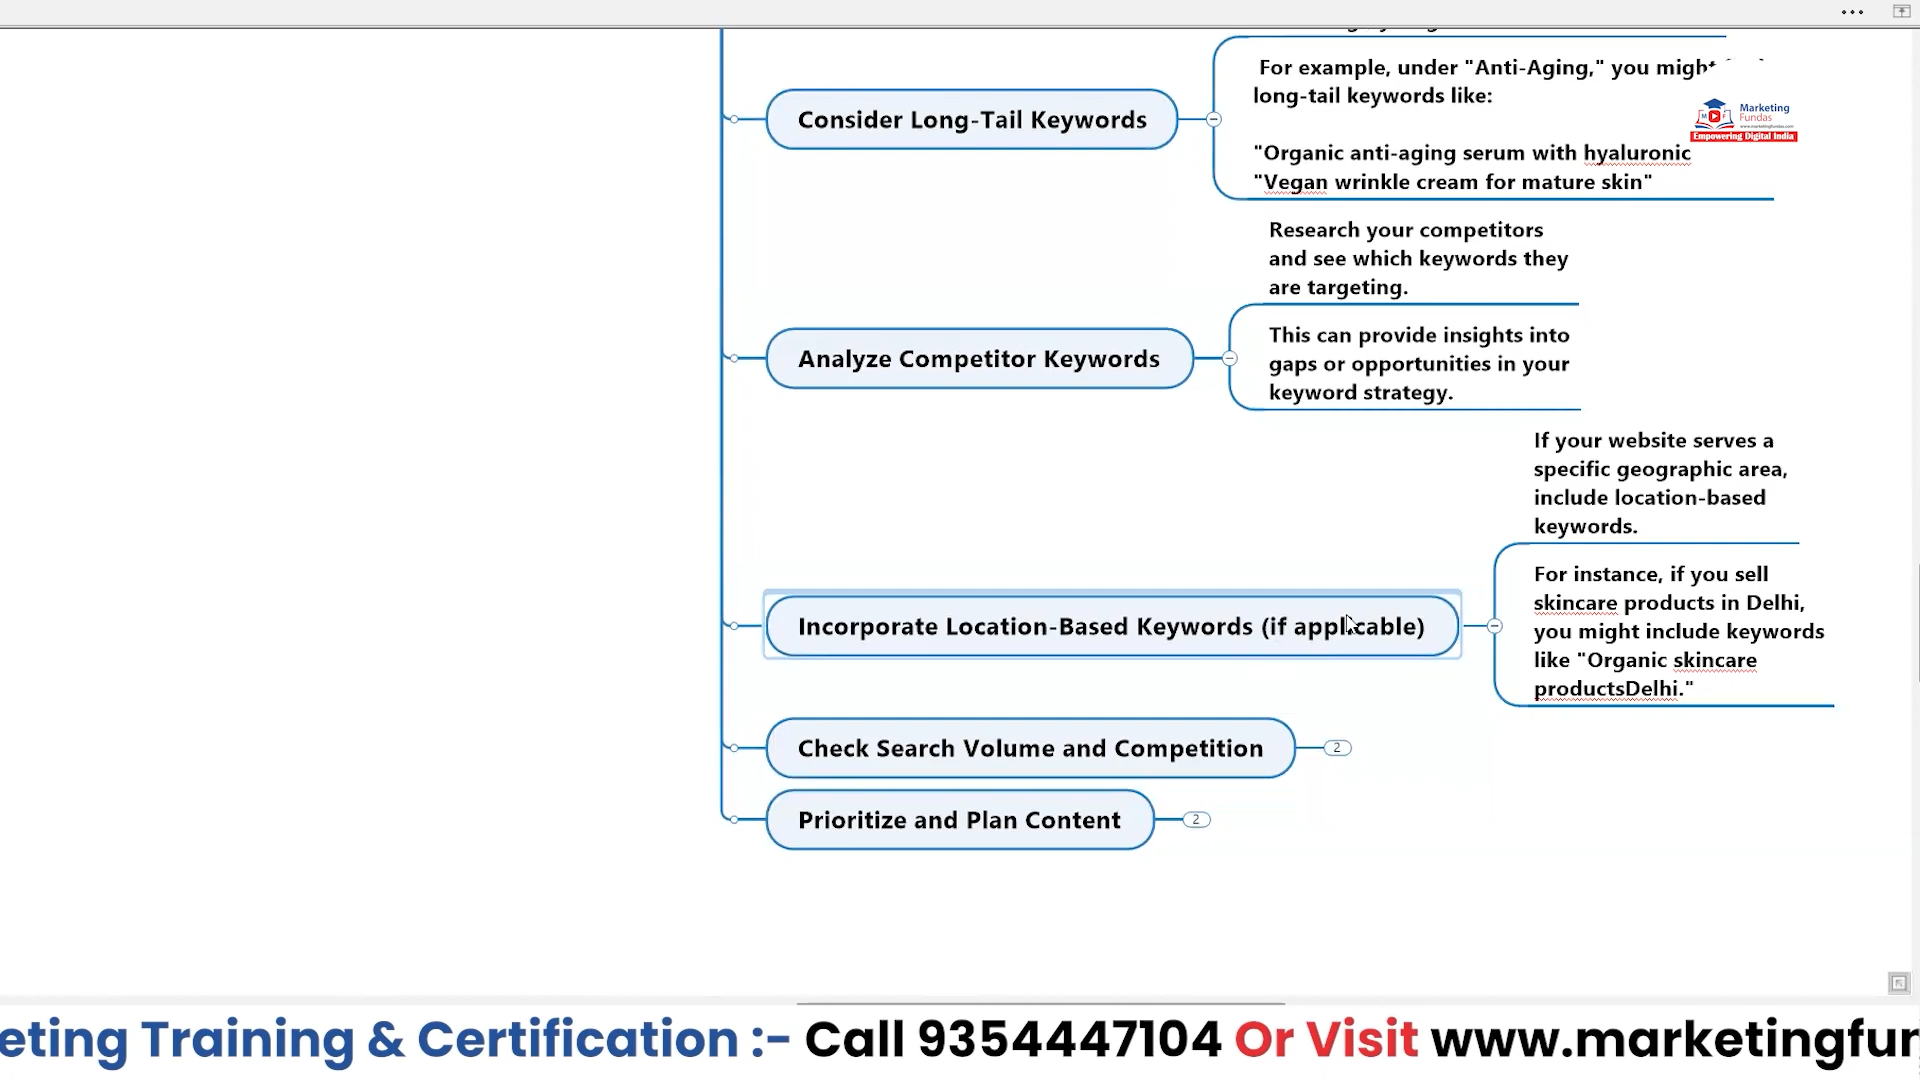 For example, under "Anti-Aging," you might
long-tail keywords like:
Consider Long-Tail Keywords
Marketing
Fundas
www.marketingfundas.com
Empowering Digital India
"Organic anti-aging serum with hyaluronic
"Vegan wrinkle cream for mature skin"
Research your competitors
and see which keywords they
are targeting.
Analyze Competitor Keywords
This can provide insights into
gaps or opportunities in your
keyword strategy.
If your website serves a
specific geographic area,
include location-based
keywords.
Incorporate Location-Based Keywords (if applicable)
For instance, if you sell
skincare products in Delhi,
you might include keywords
like "Organic skincare
productsDelhi."
Check Search Volume and Competition
2
Prioritize and Plan Content
2
eting Training & Certification :- Call 9354447104 Or Visit www.marketingfun